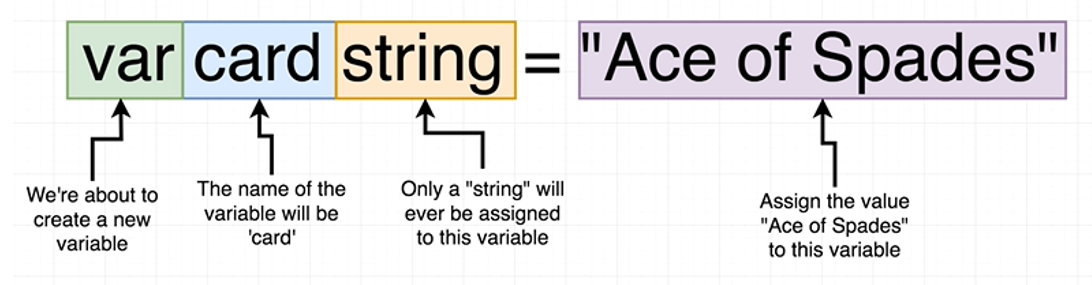 var card string = "Ace of Spades"
We're about to
create a new
variable
The name of the
variable will be
'card'
Only a "string" will
ever be assigned
to this variable
Assign the value
"Ace of Spades"
to this variable